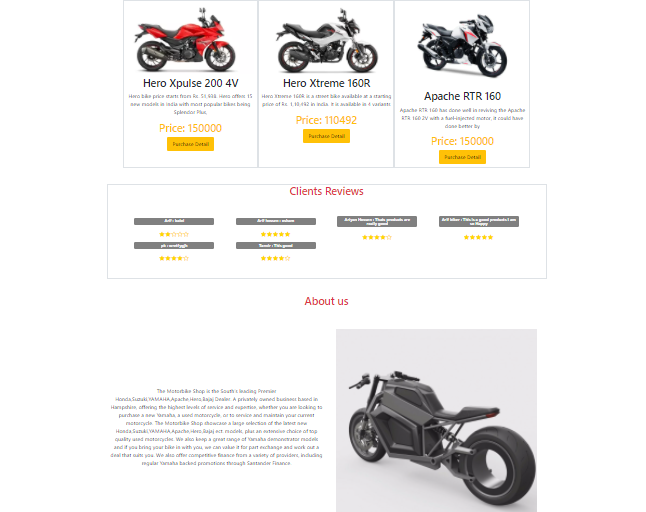 Hero Xpulse 200 4V
Hero bike price starts from Rs. 51,938. Hero offers 15
new models in India with most popular bikes being
Splendor Plus,
Price: 150000
Purchase Detail
Hero Xtreme 160R
Hero Xtreme 160R is a street bike available at a starting
price of Rs. 1,10,492 in India. It is available in 4 variants
Price: 110492
Purchase Detail
Apache RTR 160
Apache RTR 160 has done well in reviving the Apache
RTR 160 2V with a fuel-injected motor, it could have
done better by
Price: 150000
Purchase Detail
Clients Reviews
Arif :
Arif
Ariyan Hossen : Thids products are
really good
Arif biker : This is a good products I am
so Happy
Tanvir : This good
About us
The Motorbike Shop is the South's leading Premier
Honda,Suzuki,YAMAHA,Apache,Hero,Bajaj Dealer. A privately owned business based in
Hampshire, offering the highest levels of service and expertise, whether you are looking to
purchase a new Yamaha, a used motorcycle, or to service and maintain your current
motorcycle. The Motorbike Shop showcase a large selection of the latest new
Honda,Suzuki,YAMAHA,Apache,Hero,Bajaj ect. models, plus an extensive choice of top
quality used motorcycles. We also keep a great range of Yamaha demonstrator models
and if you bring your bike in with you, we can value it for part exchange and work out a
deal that suits you. We also offer competitive finance from a variety of providers, including
regular Yamaha backed promotions through Santander Finance